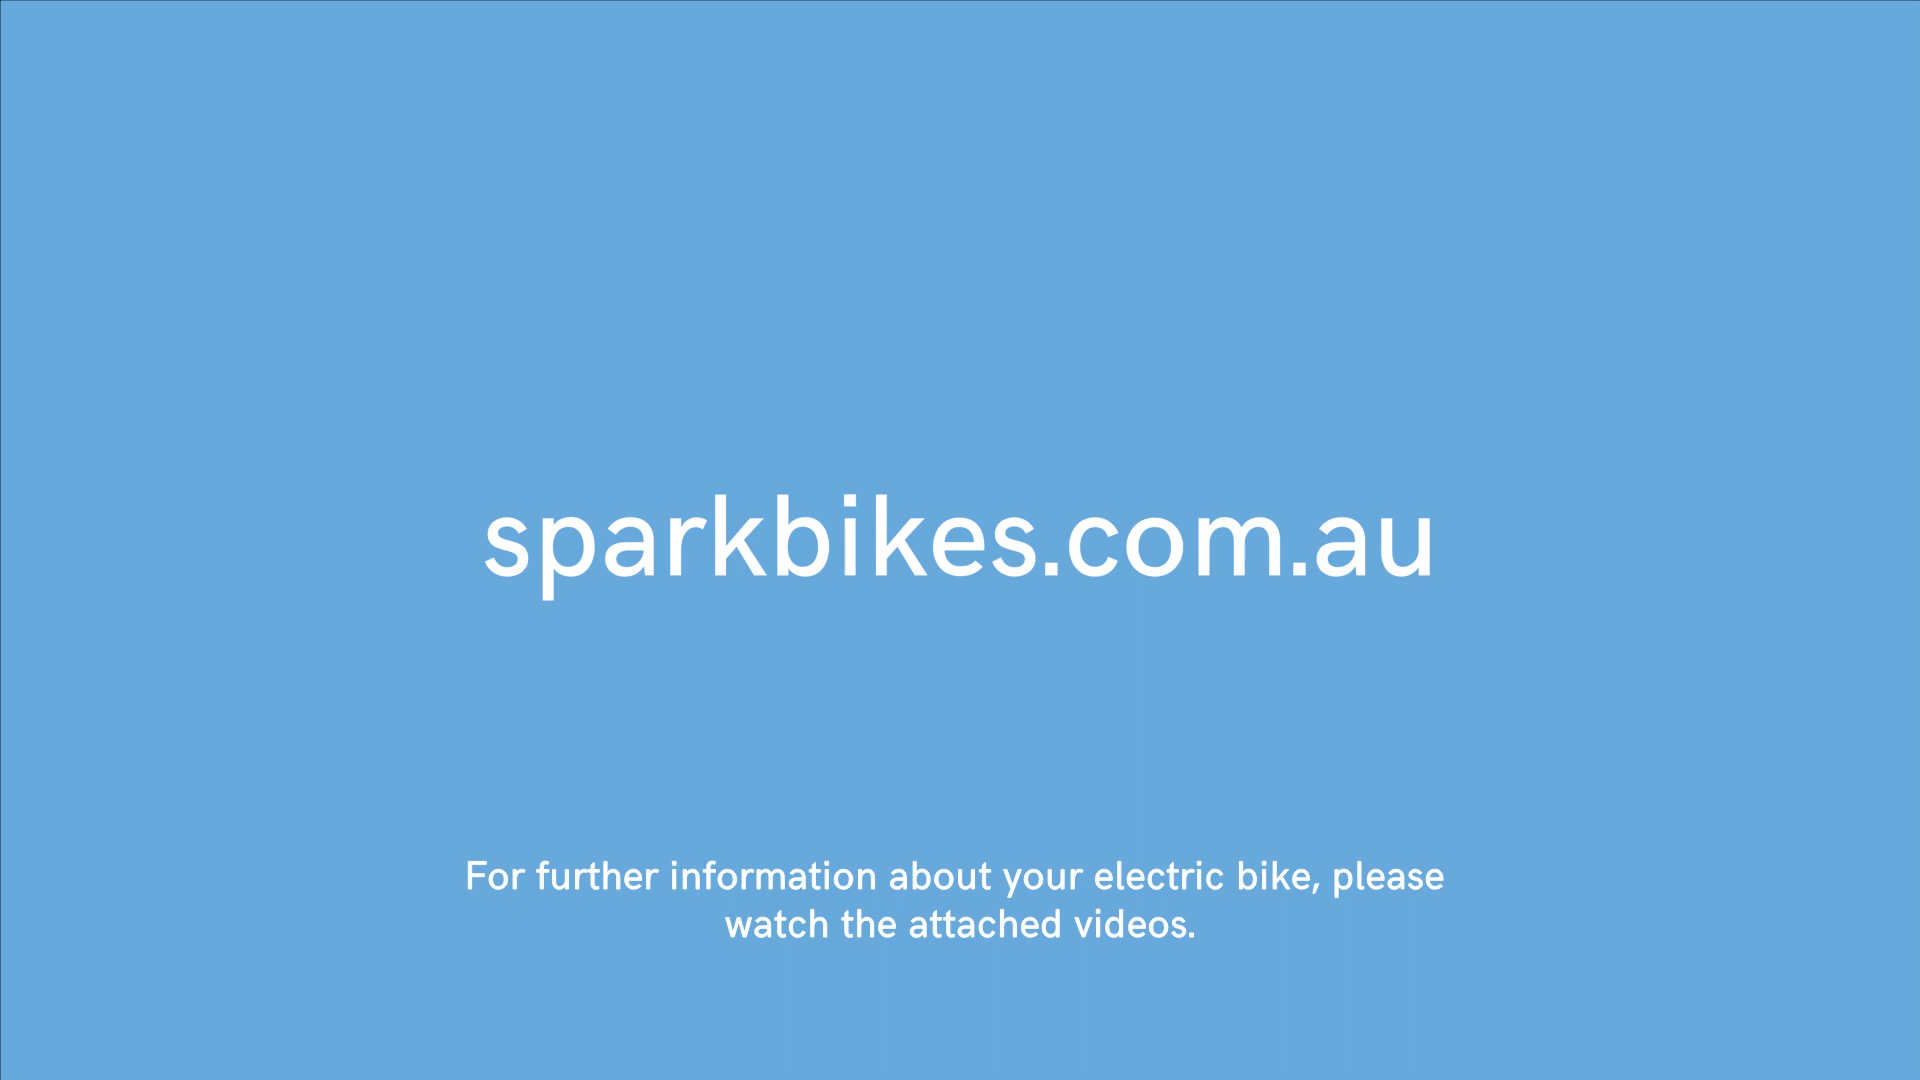 sparkbikes.com.au
For further information about your electric bike, please
watch the attached videos.